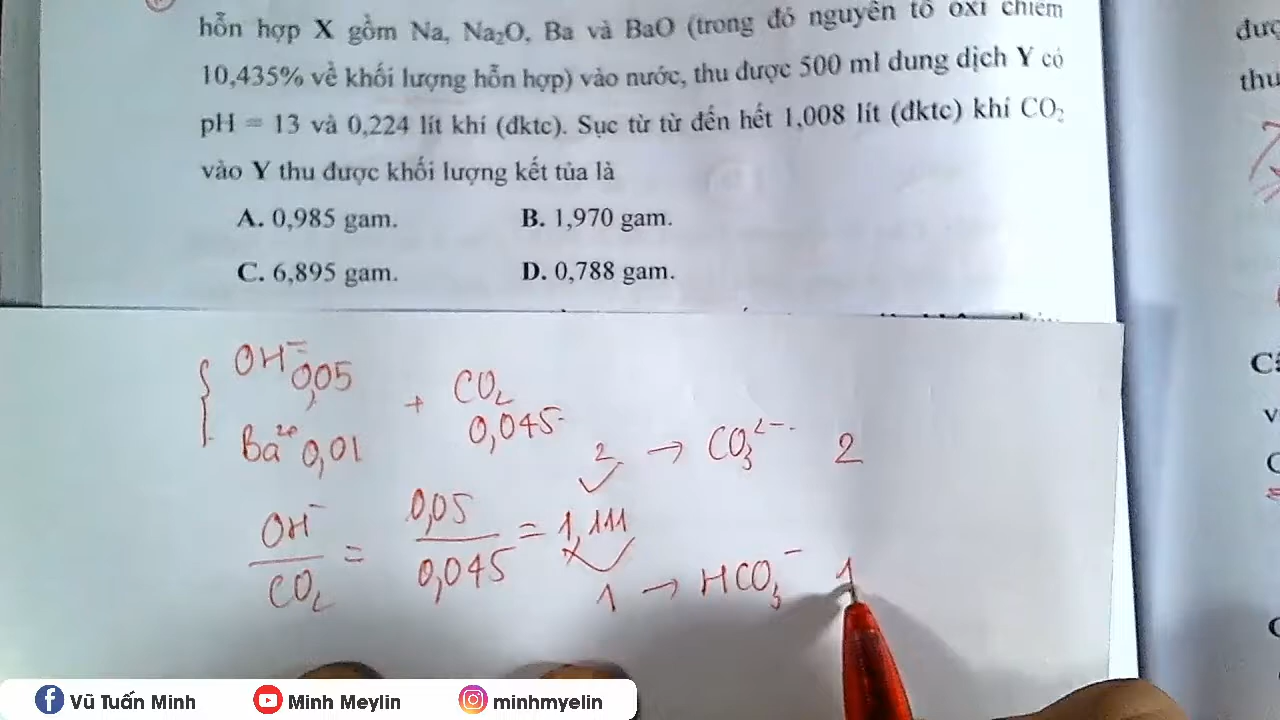 hỗn hợp X gồm Na, Na₂O, Ba và BaO (trong đó nguyên tố oxi chiếm
10,435% về khối lượng hỗn hợp) vào nước, thu được 500 ml dung dịch Y có
pH = 13 và 0,224 lít khí (đktc). Sục từ từ đến hết 1,008 lít (đktc) khí CO₂
vào Y thu được khối lượng kết tủa là
A. 0,985 gam. B. 1,970 gam.
C. 6,895 gam. D. 0,788 gam.
OH⁻ 0,05
Ba²⁺ 0,01
+ CO₂
0,045
2 → CO₃²⁻ 2
OH⁻/CO₂ = 0,05/0,045 = 1,111
1 → HCO₃⁻ 1
đượ
thu
Vũ Tuấn Minh Minh Meylin minhmyelin